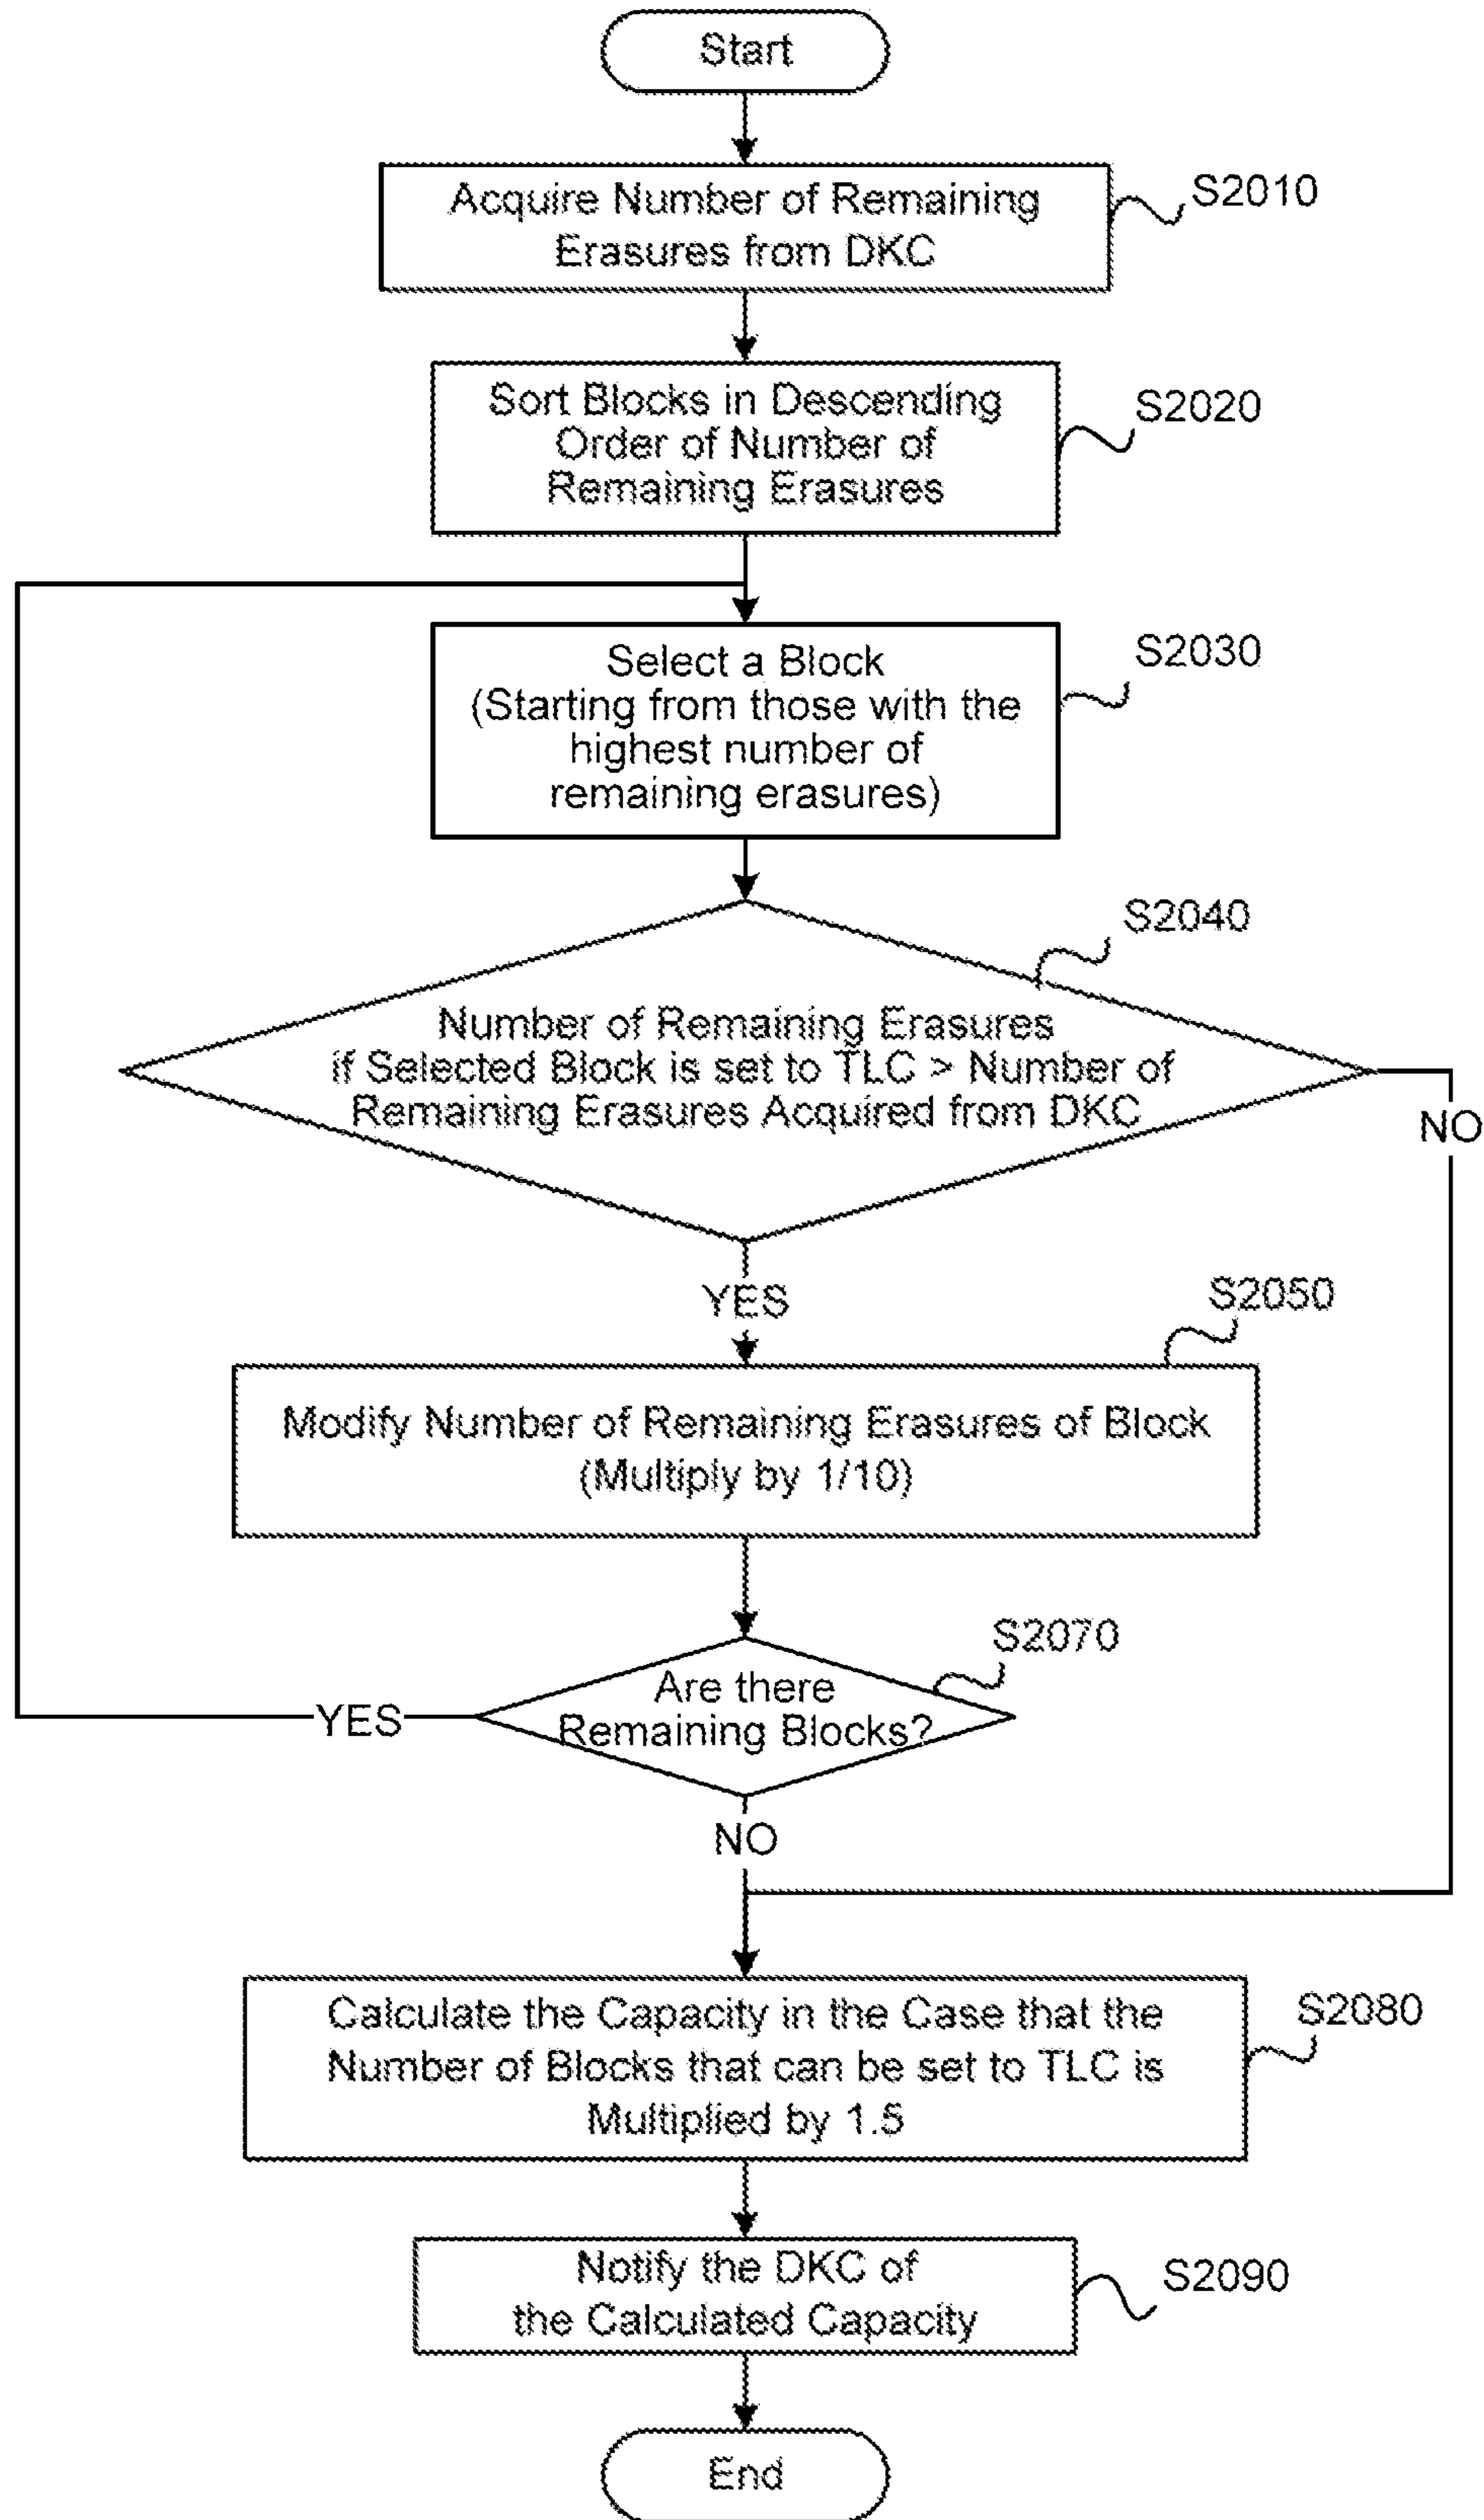 Start
Acquire Number of Remaining
Erasures from DKC
S2010
Sort Blocks in Descending
Order of Number of
Remaining Erasures
S2020
Select a Block
(Starting from those with the
highest number of
remaining erasures)
S2030
S2040
Number of Remaining Erasures
if Selected Block is set to TLC > Number of
Remaining Erasures Acquired from DKC
NO
YES
S2050
Modify Number of Remaining Erasures of Block
(Multiply by 1/10)
S2070
Are there
Remaining Blocks?
YES
NO
Calculate the Capacity in the Case that the
Number of Blocks that can be set to TLC is
Multiplied by 1.5
S2080
Notify the DKC of
the Calculated Capacity
S2090
End